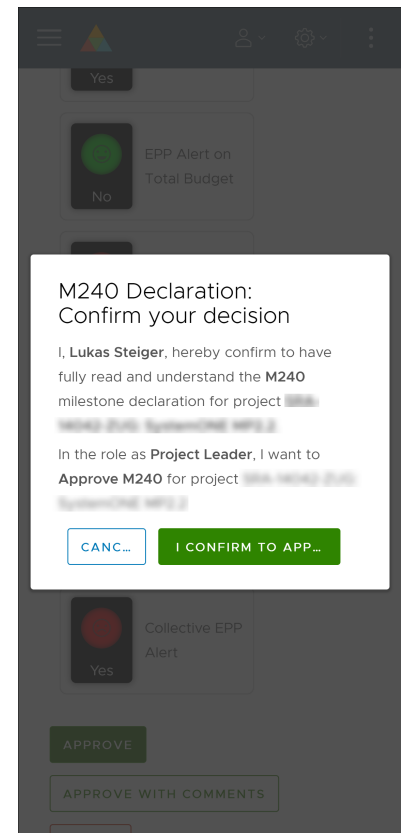 Yes
EPP Alert on
Total Budget
No
M240 Declaration:
Confirm your decision
I, Lukas Steiger, hereby confirm to have
fully read and understand the M240
milestone declaration for project
In the role as Project Leader, I want to
Approve M240 for project
CANC…
I CONFIRM TO APP…
Collective EPP
Alert
Yes
APPROVE
APPROVE WITH COMMENTS